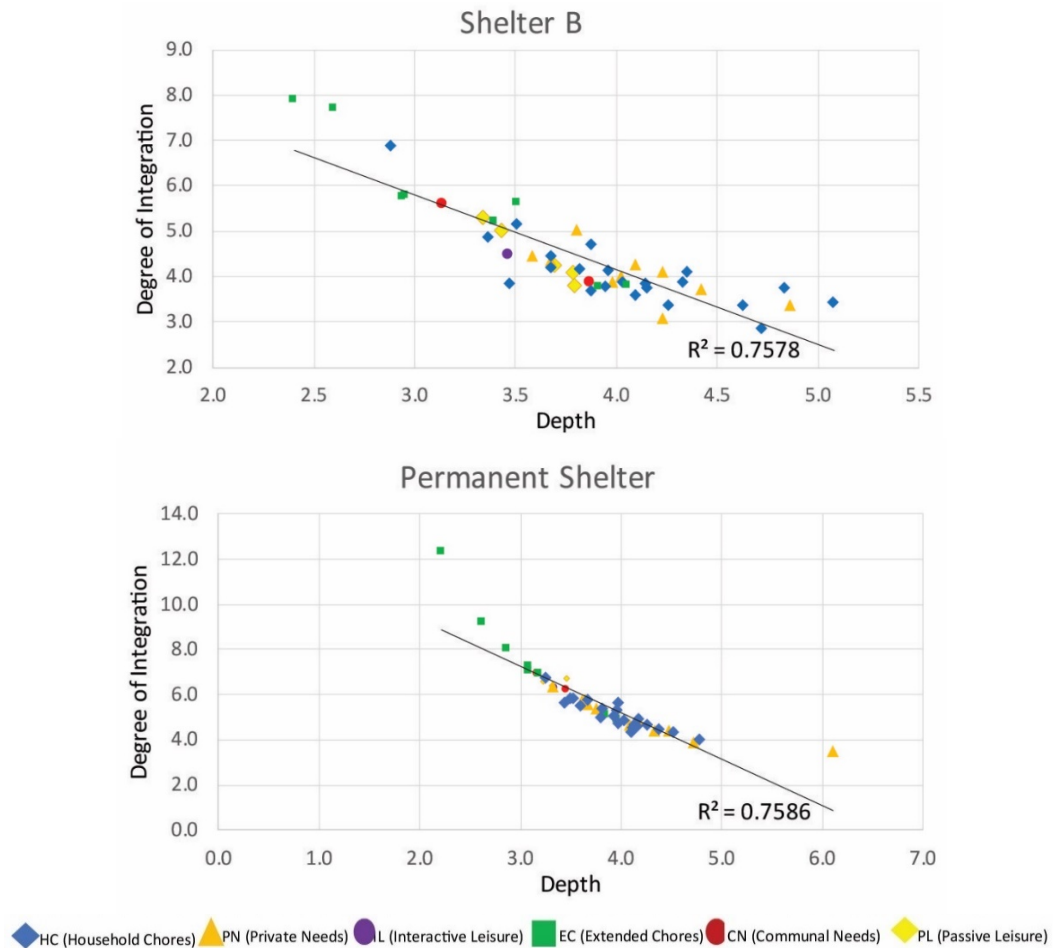 Shelter B
9.0
8.0
7.0
6.0
5.0
4.0
3.0
2.0
Degree of Integration
R² = 0.7578
2.0 2.5 3.0 3.5 4.0 4.5 5.0 5.5
Depth
Permanent Shelter
14.0
12.0
10.0
8.0
6.0
4.0
2.0
0.0
Degree of Integration
R² = 0.7586
0.0 1.0 2.0 3.0 4.0 5.0 6.0 7.0
Depth
HC (Household Chores) PN (Private Needs) IL (Interactive Leisure) EC (Extended Chores) CN (Communal Needs) PL (Passive Leisure)